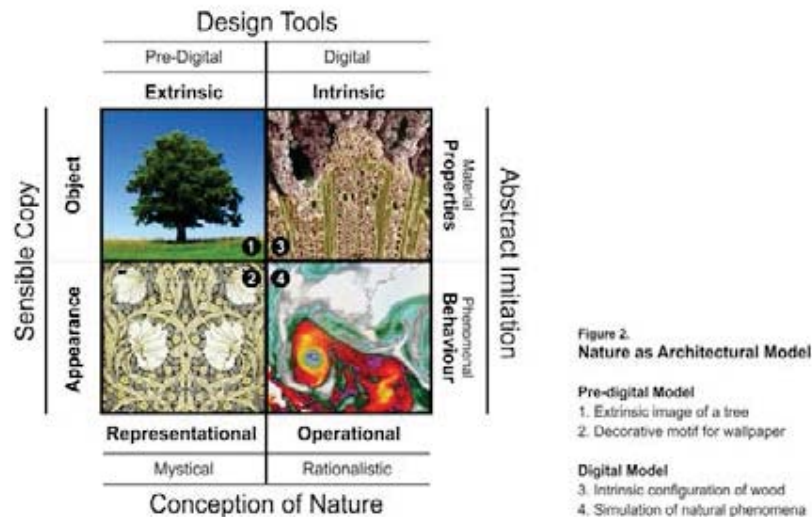 Design Tools
Pre-Digital Digital
Extrinsic Intrinsic
Sensible Copy
Object
Appearance
1
3
2
4
Material
Properties
Phenomenal
Behaviour
Abstract Imitation
Representational Operational
Mystical Rationalistic
Conception of Nature
Figure 2.
Nature as Architectural Model
Pre-digital Model
1. Extrinsic image of a tree
2. Decorative motif for wallpaper
Digital Model
3. Intrinsic configuration of wood
4. Simulation of natural phenomena